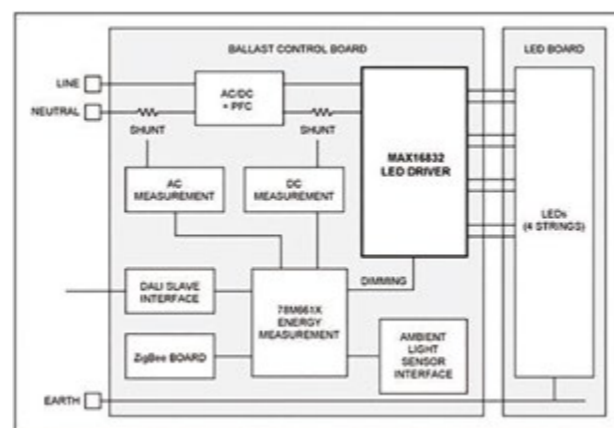 BALLAST CONTROL BOARD
LED BOARD
LINE
NEUTRAL
AC/DC
+ PFC
SHUNT
SHUNT
MAX16832
LED DRIVER
AC
MEASUREMENT
DC
MEASUREMENT
LEDs
(4 STRINGS)
DALI SLAVE
INTERFACE
78M661X
ENERGY
MEASUREMENT
DIMMING
ZigBee BOARD
AMBIENT
LIGHT
SENSOR
INTERFACE
EARTH